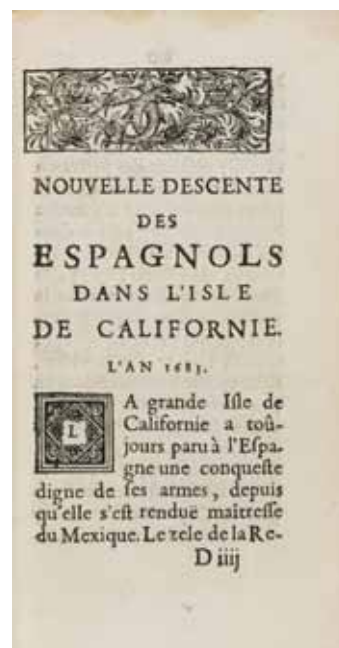 NOUVELLE DESCENTE
DES
ESPAGNOLS
DANS L'ISLE
DE CALIFORNIE.
L'AN 1683.
LA grande Isle de
Californie a toû-
jours paru à l'Espa-
gne une conqueste
digne de ses armes, depuis
qu'elle s'est renduë maîtresse
du Mexique. Le zele de la Re-
D iiij